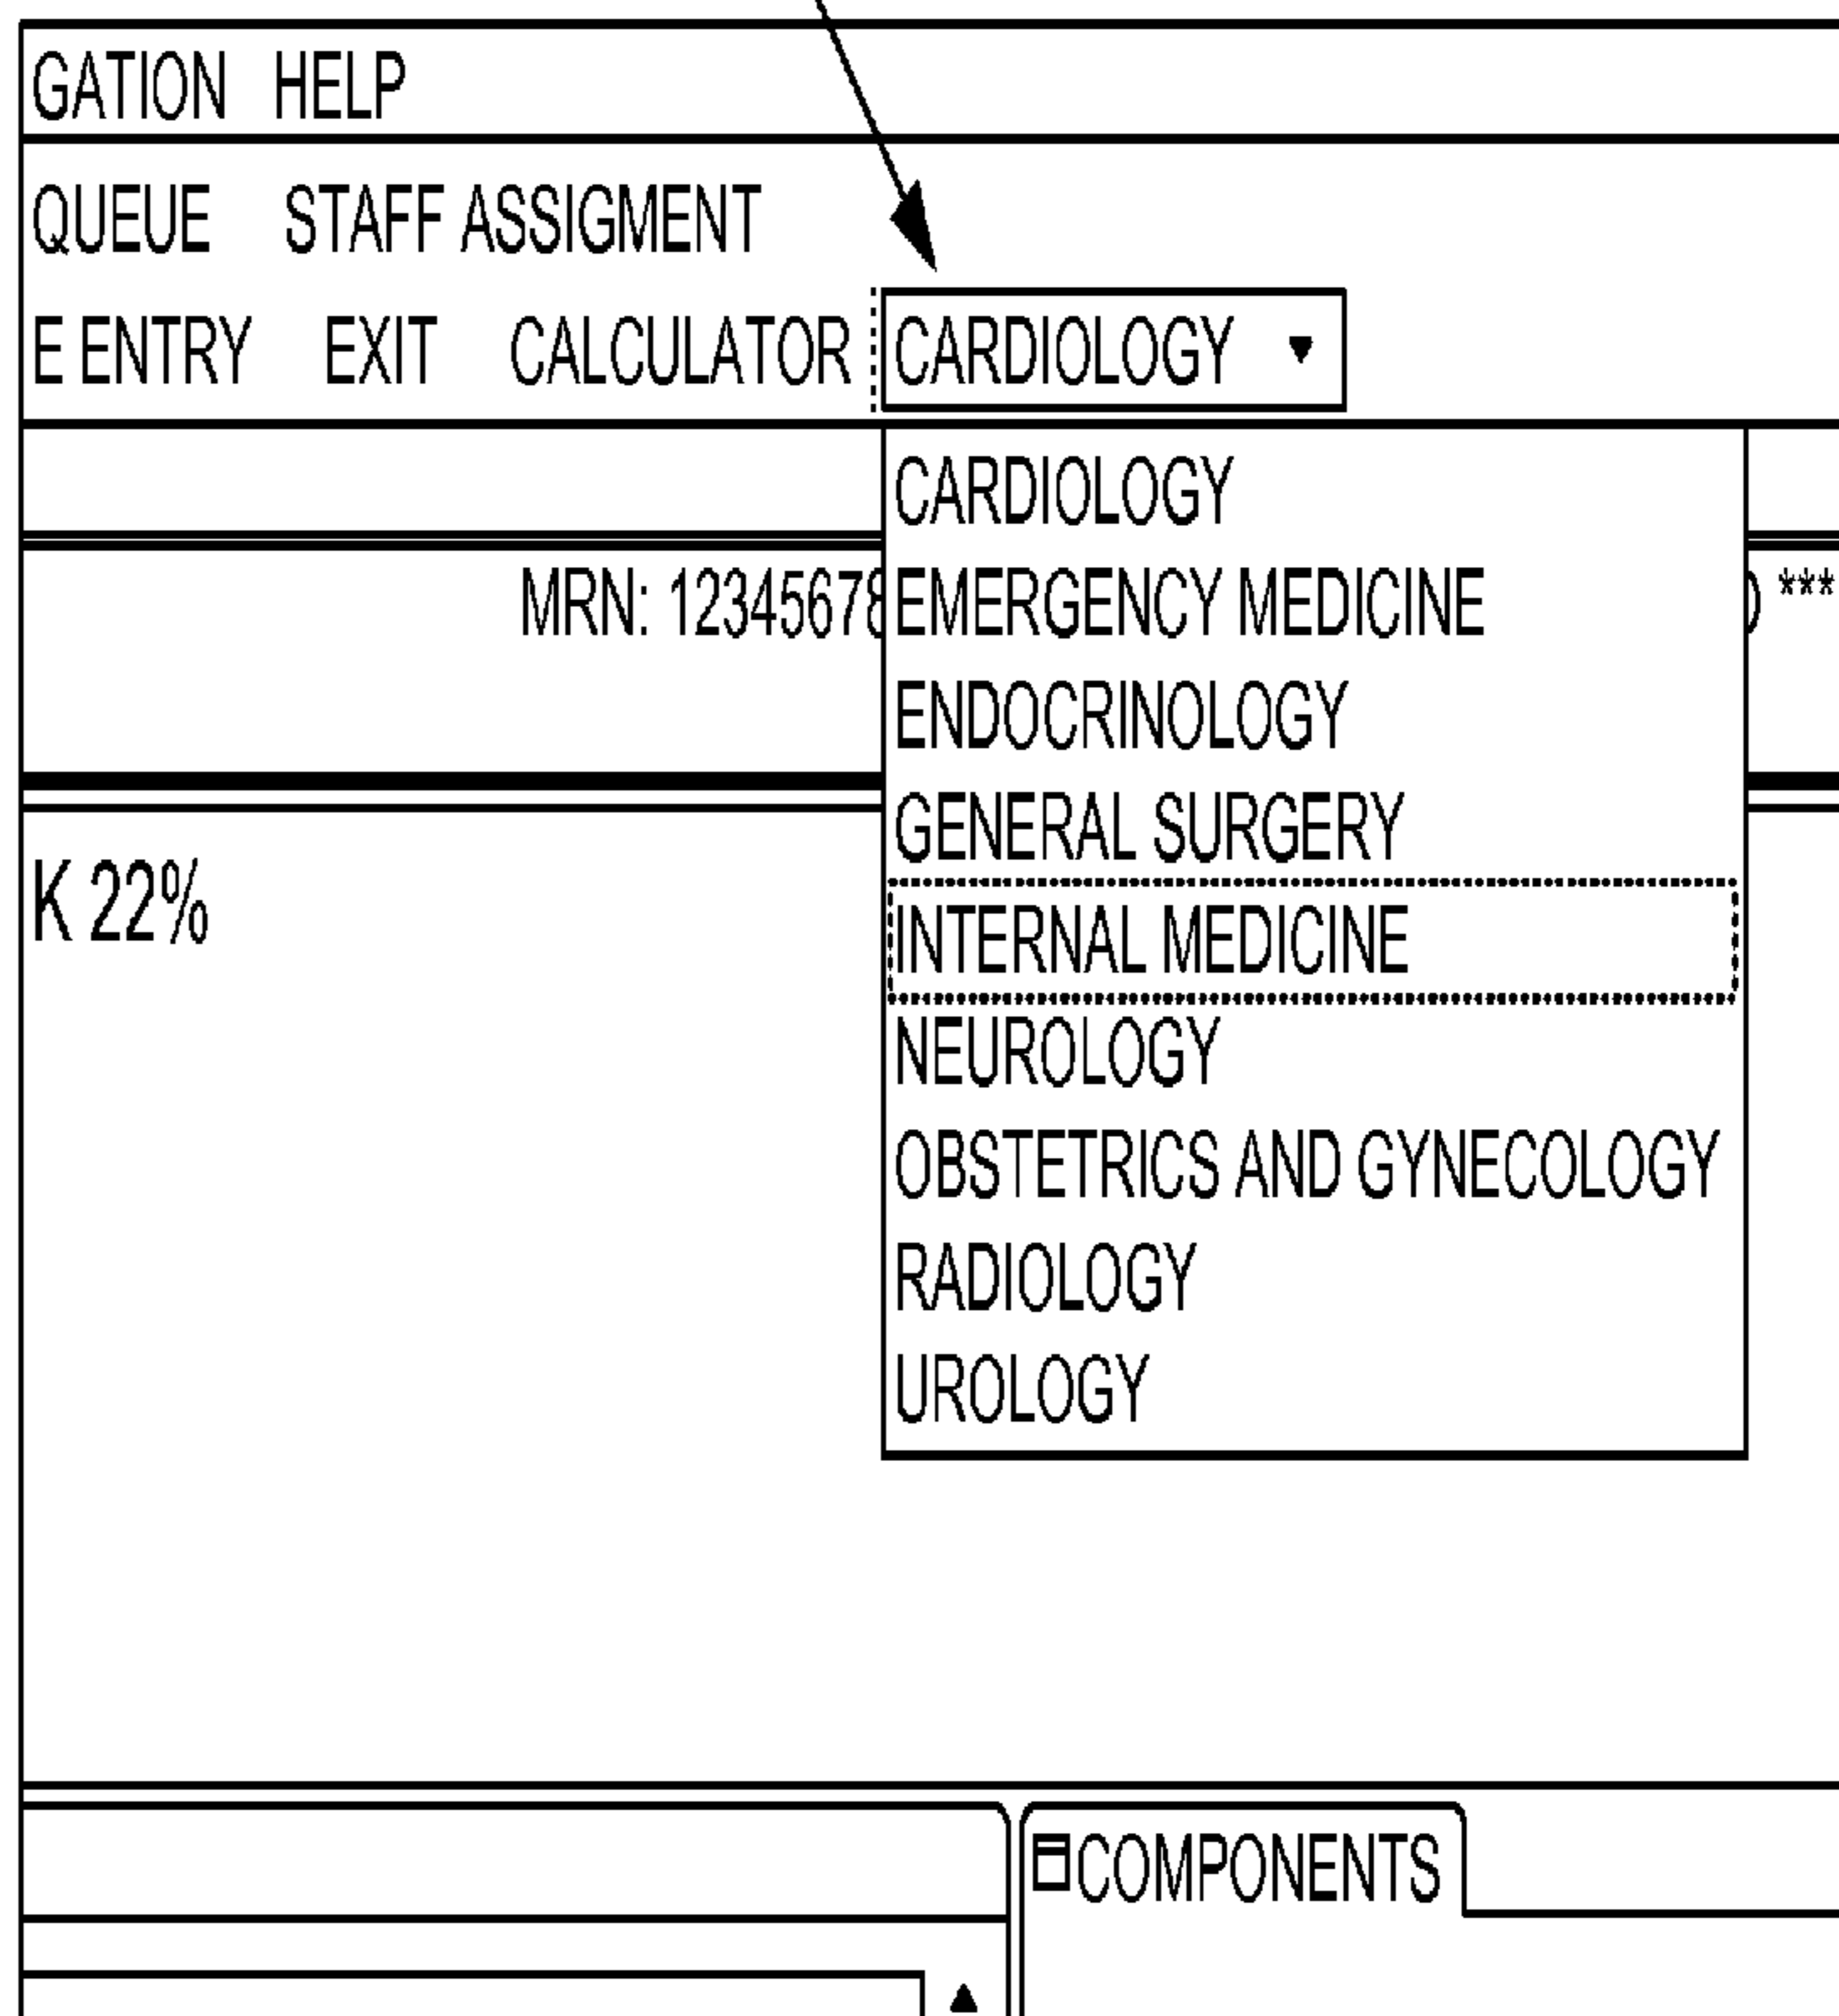 GATION HELP
QUEUE STAFF ASSIGMENT
E ENTRY EXIT CALCULATOR CARDIOLOGY
CARDIOLOGY
MRN: 12345678 EMERGENCY MEDICINE ) ***
ENDOCRINOLOGY
GENERAL SURGERY
K 22% INTERNAL MEDICINE
NEUROLOGY
OBSTETRICS AND GYNECOLOGY
RADIOLOGY
UROLOGY
COMPONENTS